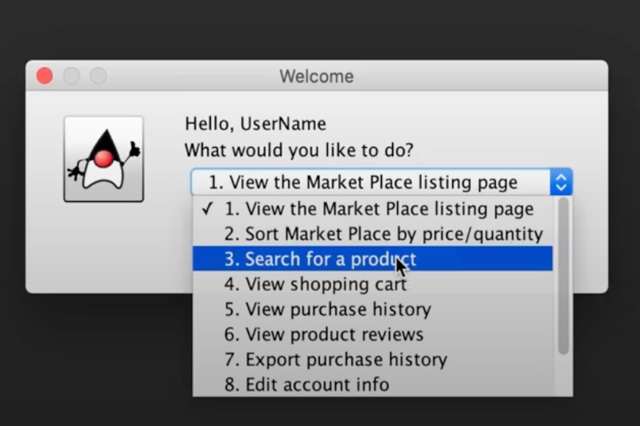 Welcome
Hello, UserName
What would you like to do?
1. View the Market Place listing page
✓ 1. View the Market Place listing page
2. Sort Market Place by price/quantity
3. Search for a product
4. View shopping cart
5. View purchase history
6. View product reviews
7. Export purchase history
8. Edit account info